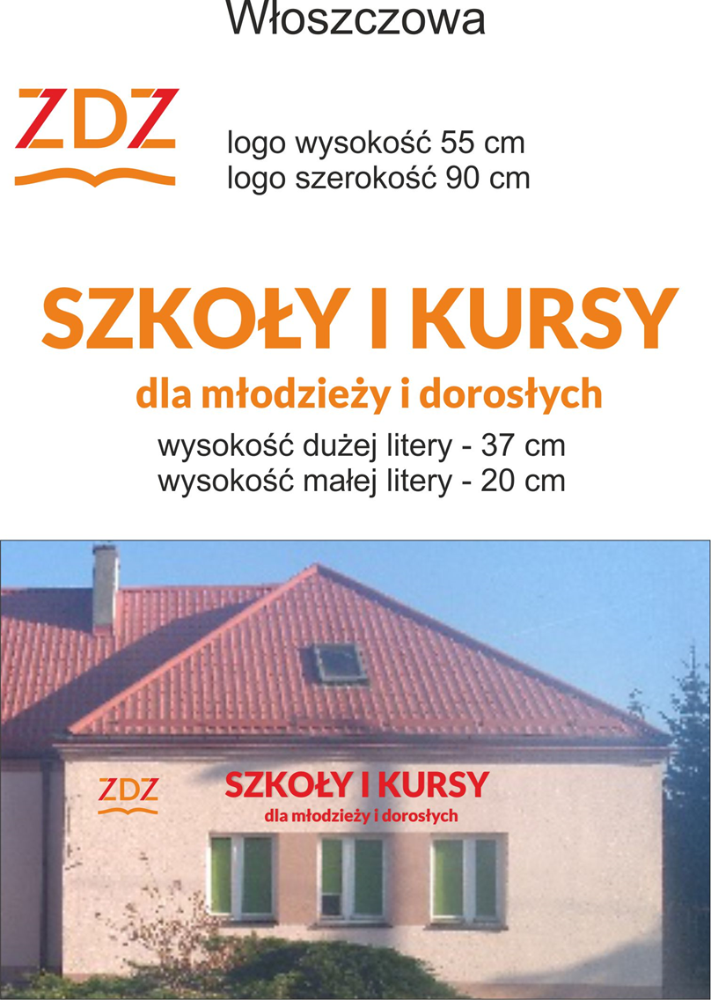 Włoszczowa
ZDZ
logo wysokość 55 cm
logo szerokość 90 cm
SZKOŁY I KURSY
dla młodzieży i dorosłych
wysokość dużej litery - 37 cm
wysokość małej litery - 20 cm
ZDZ
SZKOŁY I KURSY
dla młodzieży i dorosłych